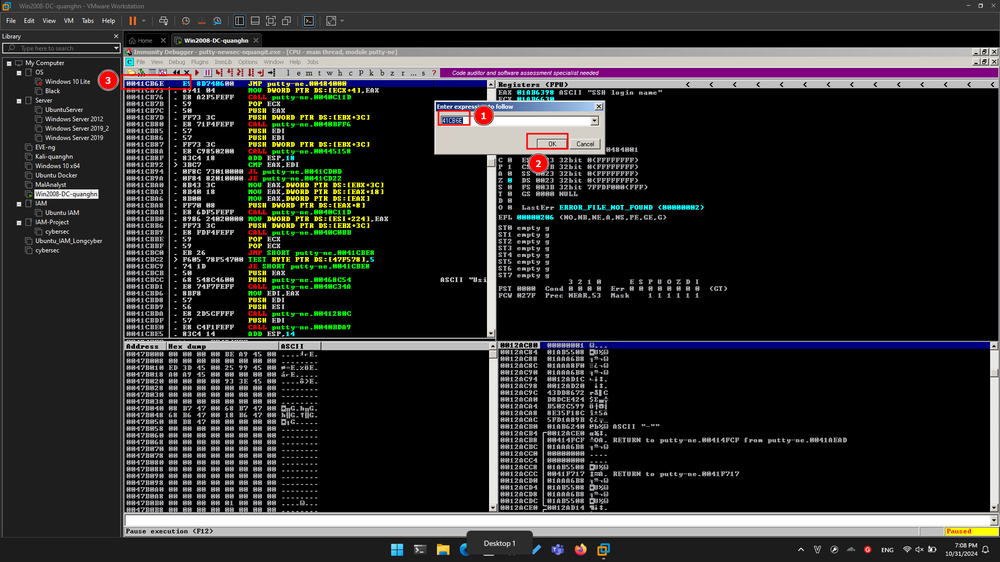 Win2008-DC-quanghn - VMware Workstation
File Edit View VM Tabs Help
Library
Type here to search
My Computer
OS
Windows 10 Lite
Black
Server
UbuntuServer
Windows Server 2012
Windows Server 2019_2
Windows Server 2019
EVE-ng
Kali-quanghn
Windows 10 x64
Ubuntu Docker
MalAnalyst
Win2008-DC-quanghn
IAM
Ubuntu IAM
IAM-Project
cybersec
Ubuntu_IAM_Longcyber
cybersec
Home
Win2008-DC-quanghn
Immunity Debugger - putty-newsec-nquangit.exe - [CPU - main thread, module putty-ne]
C File View Debug Plugins ImmLib Options Window Help Jobs
l e m t w h c P k b z r ... s ?
Code auditor and software assessment specialist needed
3
0041CB6E . E9 8D740600 JMP putty-ne.00484000
0041CB73 . 8941 04 MOV DWORD PTR DS:[ECX+4],EAX
0041CB76 . E8 A2F5FEFF CALL putty-ne.0040C11D
0041CB7B . 59 POP ECX
0041CB7C . 50 PUSH EAX
0041CB7D . FF73 3C PUSH DWORD PTR DS:[EBX+3C]
0041CB80 . E8 71F4FEFF CALL putty-ne.0040BFF6
0041CB85 . 57 PUSH EDI
0041CB86 . 57 PUSH EDI
0041CB87 . FF73 3C PUSH DWORD PTR DS:[EBX+3C]
0041CB8A . E8 C9850200 CALL putty-ne.00445158
0041CB8F . 83C4 18 ADD ESP,18
0041CB92 > 3BC7 CMP EAX,EDI
0041CB94 . 0F8C 73010000 JL putty-ne.0041CD0D
0041CB9A . 0F84 82010000 JE putty-ne.0041CD22
0041CBA0 . 8B43 3C MOV EAX,DWORD PTR DS:[EBX+3C]
0041CBA3 . 8B40 18 MOV EAX,DWORD PTR DS:[EAX+18]
0041CBA6 . 8B00 MOV EAX,DWORD PTR DS:[EAX]
0041CBA8 . FF70 08 PUSH DWORD PTR DS:[EAX+8]
0041CBAB . E8 6DF5FEFF CALL putty-ne.0040C11D
0041CBB0 . 8986 24020000 MOV DWORD PTR DS:[ESI+224],EAX
0041CBB6 . FF73 3C PUSH DWORD PTR DS:[EBX+3C]
0041CBB9 . E8 FDF4FEFF CALL putty-ne.0040C0BB
0041CBBE . 59 POP ECX
0041CBBF . 59 POP ECX
0041CBC0 . EB 26 JMP SHORT putty-ne.0041CBE8
0041CBC2 > F605 78F54700 TEST BYTE PTR DS:[47F578],5
0041CBC9 . 74 1D JE SHORT putty-ne.0041CBE8
0041CBCB . 50 PUSH EAX
0041CBCC . 68 548C4600 PUSH putty-ne.00468C54 ASCII "Usi
0041CBD1 . E8 74F7FEFF CALL putty-ne.0040C34A
0041CBD6 . 8BF8 MOV EDI,EAX
0041CBD8 . 57 PUSH EDI
0041CBD9 . 56 PUSH ESI
0041CBDA . E8 2D5CFFFF CALL putty-ne.0041280C
0041CBDF . 57 PUSH EDI
0041CBE0 . E8 C4F1FEFF CALL putty-ne.0040BDA9
0041CBE5 . 83C4 14 ADD ESP,14
Registers (FPU) < < < < < < < < < < < < < <
EAX 01AB6398 ASCII "SSH login name"
ECX 01AB6630
Enter expression to follow
41CB6E
1
OK Cancel
2
0484001
C 0 ES 0023 32bit 0(FFFFFFFF)
P 1 CS 001B 32bit 0(FFFFFFFF)
A 0 SS 0023 32bit 0(FFFFFFFF)
Z 0 DS 0023 32bit 0(FFFFFFFF)
S 0 FS 003B 32bit 7FFDF000(FFF)
T 0 GS 0000 NULL
D 0
O 0 LastErr ERROR_FILE_NOT_FOUND (00000002)
EFL 00000206 (NO,NB,NE,A,NS,PE,GE,G)
ST0 empty g
ST1 empty g
ST2 empty g
ST3 empty g
ST4 empty g
ST5 empty g
ST6 empty g
ST7 empty g
3 2 1 0 E S P U O Z D I
FST 0000 Cond 0 0 0 0 Err 0 0 0 0 0 0 0 0 (GT)
FCW 027F Prec NEAR,53 Mask 1 1 1 1 1 1
Address Hex dump ASCII
0047B000 00 00 00 00 BE A9 45 00
0047B008 00 00 00 00 00 00 00 00 ........
0047B010 ED 3D 45 00 25 99 45 00
0047B018 A0 A9 45 00 00 00 00 00
0047B020 00 00 00 00 93 3E 45 00 ....ô>E.
0047B028 00 00 00 00 00 00 00 00 ........
0047B030 00 00 00 00 00 00 00 00 ........
0047B038 00 00 00 00 00 00 00 00 ........
0047B040 08 B7 47 00 68 B7 47 00
0047B048 68 B6 47 00 18 B6 47 00
0047B050 08 B8 47 00 00 00 00 00
0047B058 00 00 00 00 00 00 00 00 ........
0047B060 00 00 00 00 00 00 00 00 ........
0047B068 00 00 00 00 00 00 00 00 ........
0047B070 00 00 00 00 00 00 00 00 ........
0047B078 00 00 00 00 00 00 00 00 ........
0047B080 00 00 00 00 00 00 00 00 ........
0047B088 00 00 00 00 00 00 00 00 ........
0047B090 00 00 00 00 00 00 00 00 ........
0047B098 00 00 00 00 00 00 00 00 ........
0047B0A0 00 00 00 00 00 00 00 00 ........
0047B0A8 00 00 00 00 00 00 00 00 ........
0047B0B0 00 00 00 00 01 00 00 00
0047B0B8 00 00 00 00 00 00 00 00 ........
0012AC80 00000001
0012AC84 01AB5508
0012AC88 01AAA6B8
0012AC8C 01AAA8F0
0012AC90 01AAA6B8
0012AC94 0012AD1C
0012AC98 0012AD20
0012AC9C 43DD8672
0012ACA0 D8DCE424
0012ACA4 B502C599
0012ACA8 8E35F18C
0012ACAC 5FD1A89B
0012ACB0 01AB6240 ASCII "-""
0012ACB4 0012ACE0
0012ACB8 00414FCF RETURN to putty-ne.00414FCF from putty-ne.0041AEAD
0012ACBC 01AAA6B8
0012ACC0 00000000 ....
0012ACC4 00000000 ....
0012ACC8 01AB5508
0012ACCC 0041F717 RETURN to putty-ne.0041F717
0012ACD0 01AAA6B8
0012ACD4 01AB5508
0012ACD8 01AAA6B8
0012ACDC 01AB5508
0012ACE0 0012AD14
Pause execution (F12)
Paused
Desktop 1
ENG
7:08 PM
10/31/2024